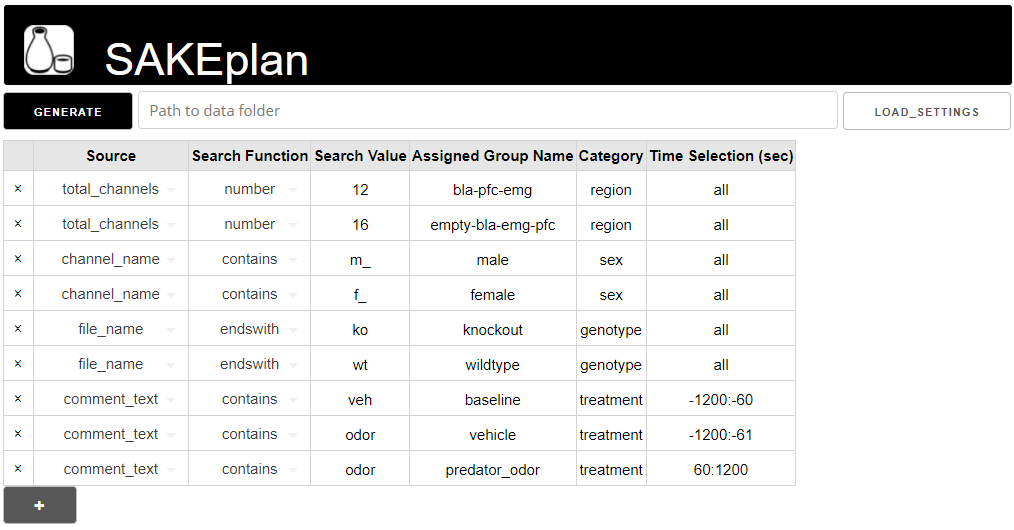 SAKEplan
GENERATE Path to data folder LOAD_SETTINGS
Source Search Function Search Value Assigned Group Name Category Time Selection (sec)
× total_channels number 12 bla-pfc-emg region all
× total_channels number 16 empty-bla-emg-pfc region all
× channel_name contains m_ male sex all
× channel_name contains f_ female sex all
× file_name endswith ko knockout genotype all
× file_name endswith wt wildtype genotype all
× comment_text contains veh baseline treatment -1200:-60
× comment_text contains odor vehicle treatment -1200:-61
× comment_text contains odor predator_odor treatment 60:1200
+